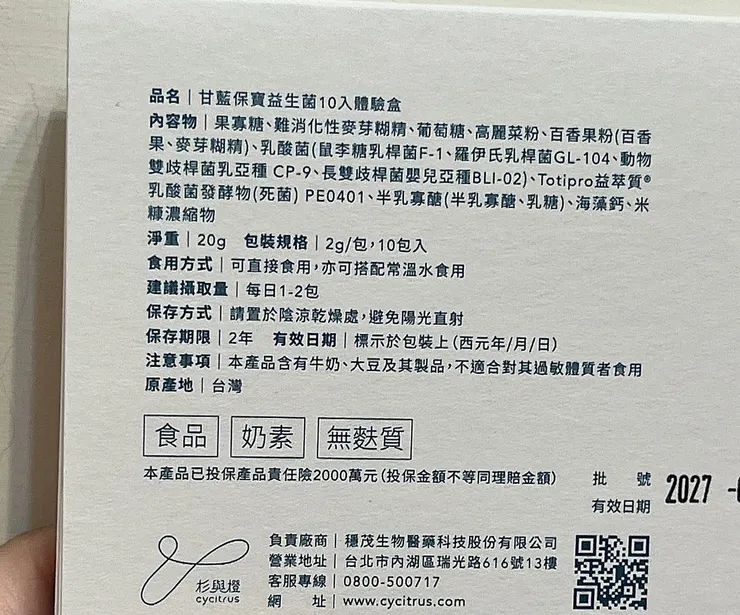 品名｜甘藍保寶益生菌10入體驗盒
內容物｜果寡糖、難消化性麥芽糊精、葡萄糖、高麗菜粉、百香果粉(百香
果、麥芽糊精)、乳酸菌(鼠李糖乳桿菌F-1、羅伊氏乳桿菌GL-104、動物
雙歧桿菌乳亞種 CP-9、長雙歧桿菌嬰兒亞種BLI-02)、Totipro益萃質®
乳酸菌發酵物(死菌) PE0401、半乳寡醣(半乳寡醣、乳糖)、海藻鈣、米
糠濃縮物
淨重｜20g 包裝規格｜2g/包，10包入
食用方式｜可直接食用，亦可搭配常溫水食用
建議攝取量｜每日1-2包
保存方式｜請置於陰涼乾燥處，避免陽光直射
保存期限｜2年 有效日期｜標示於包裝上(西元年/月/日)
注意事項｜本產品含有牛奶、大豆及其製品，不適合對其過敏體質者食用
原產地｜台灣
食品 奶素 無麩質
本產品已投保產品責任險2000萬元(投保金額不等同理賠金額)
批 號
有效日期 2027
負責廠商｜穩茂生物醫藥科技股份有限公司
營業地址｜台北市內湖區瑞光路616號13樓
客服專線｜0800-500717
網 址｜www.cycitrus.com
杉與橙
cycitrus